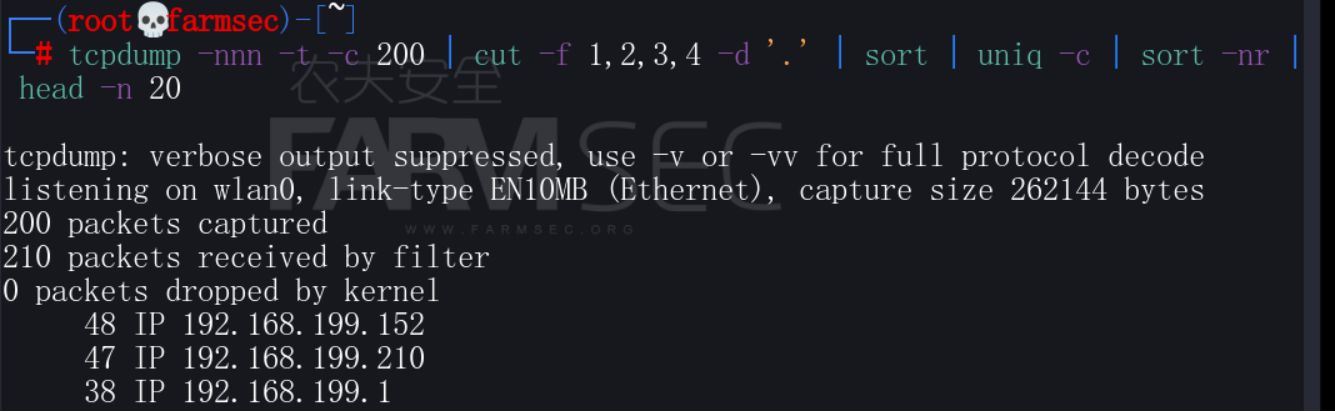 ┌──(root💀farmsec)-[~]
└─# tcpdump -nnn -t -c 200 | cut -f 1,2,3,4 -d '.' | sort | uniq -c | sort -nr |
head -n 20
农夫安全
FARMSEC
WWW.FARMSEC.ORG
tcpdump: verbose output suppressed, use -v or -vv for full protocol decode
listening on wlan0, link-type EN10MB (Ethernet), capture size 262144 bytes
200 packets captured
210 packets received by filter
0 packets dropped by kernel
48 IP 192.168.199.152
47 IP 192.168.199.210
38 IP 192.168.199.1